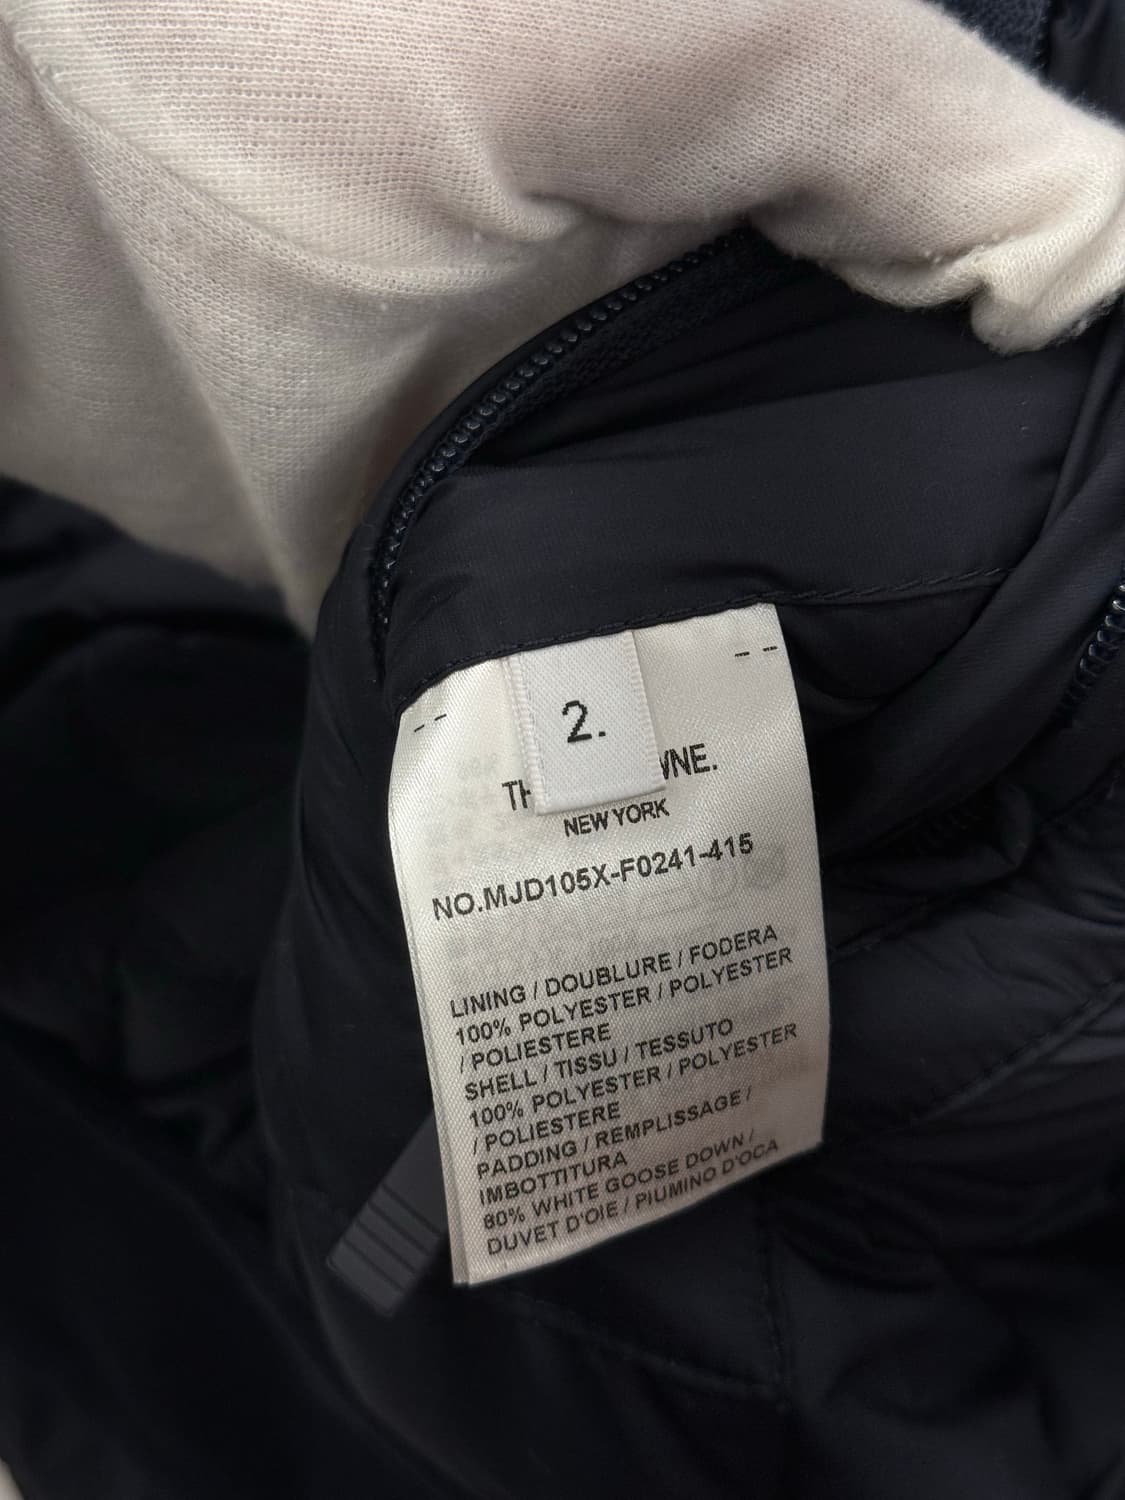 2.
NEW YORK
NO.MJD105X-F0241-415
LINING / DOUBLURE / FODERA
100% POLYESTER / POLYESTER
/ POLIESTERE
SHELL / TISSU / TESSUTO
100% POLYESTER / POLYESTER
/ POLIESTERE
PADDING / REMPLISSAGE /
IMBOTTITURA
80% WHITE GOOSE DOWN /
DUVET D'OIE / PIUMINO D'OCA